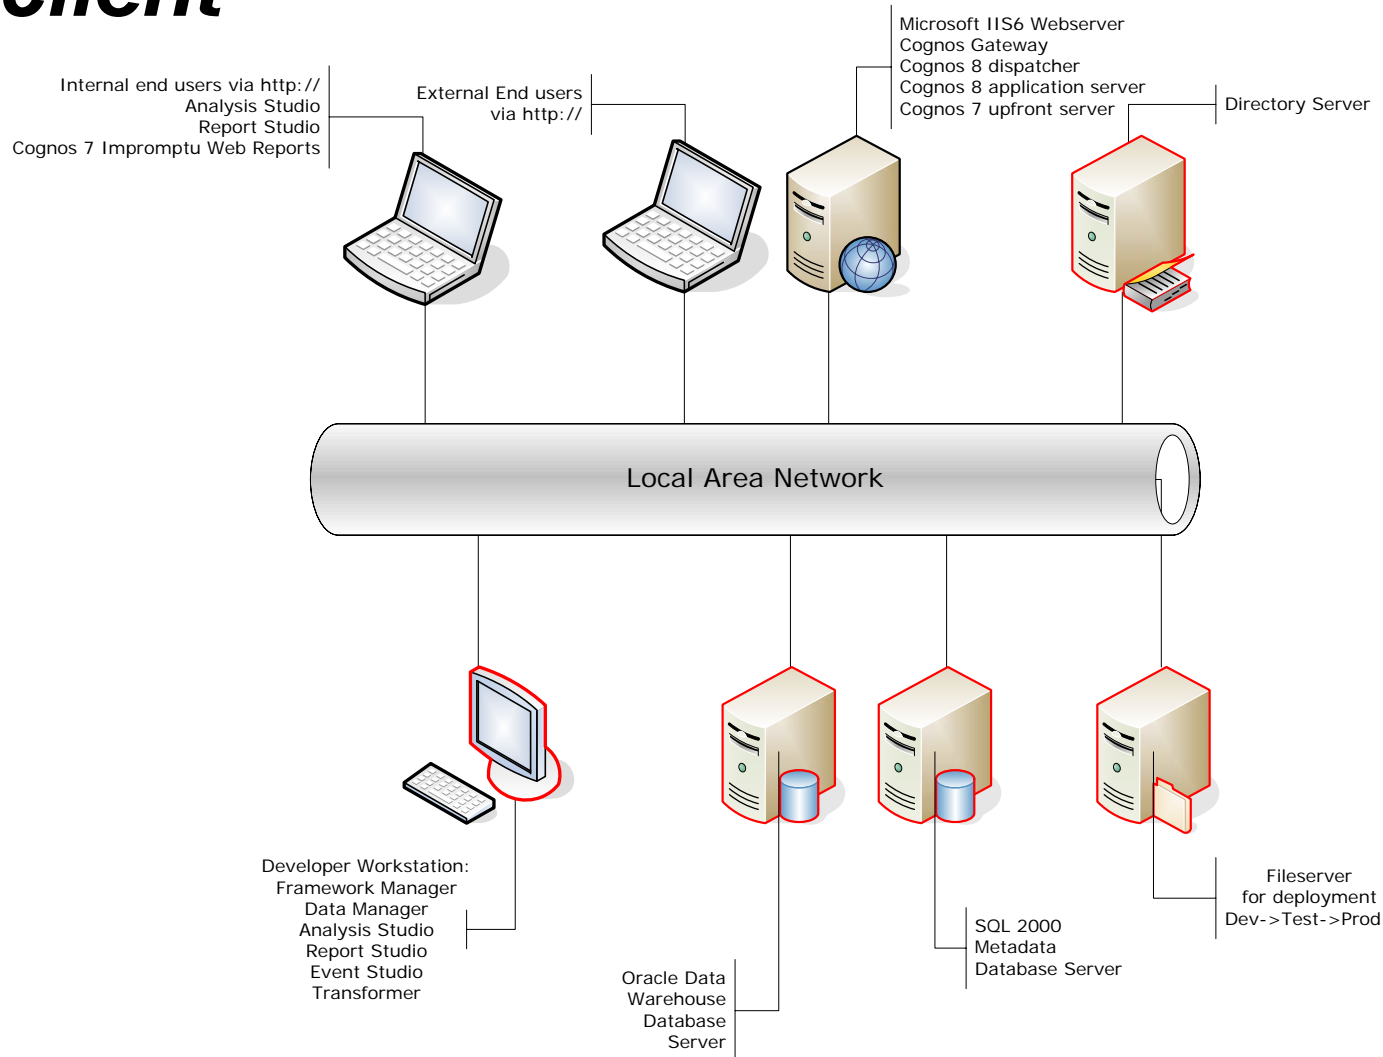 client
Internal end users via http://
Analysis Studio
Report Studio
Cognos 7 Impromptu Web Reports
External End users
via http://
Microsoft IIS6 Webserver
Cognos Gateway
Cognos 8 dispatcher
Cognos 8 application server
Cognos 7 upfront server
Directory Server
Local Area Network
Developer Workstation:
Framework Manager
Data Manager
Analysis Studio
Report Studio
Event Studio
Transformer
Oracle Data
Warehouse
Database
Server
SQL 2000
Metadata
Database Server
Fileserver
for deployment
Dev->Test->Prod